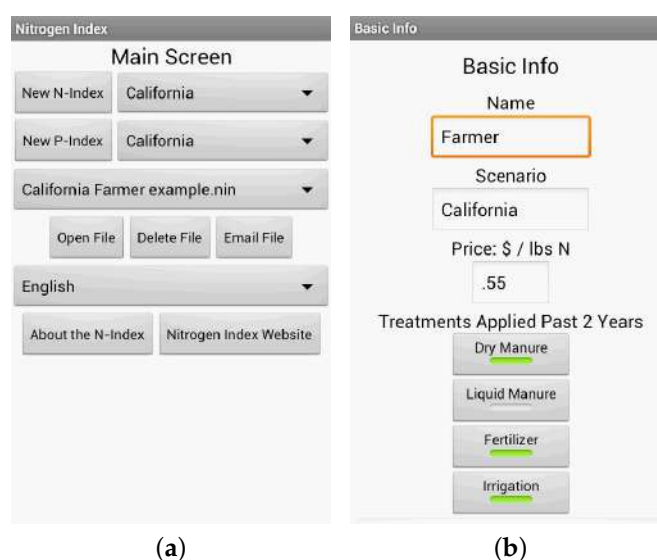 Nitrogen Index
Main Screen
New N-Index California
New P-Index California
California Farmer example.nin
Open File Delete File Email File
English
About the N-Index Nitrogen Index Website
(a)
Basic Info
Basic Info
Name
Farmer
Scenario
California
Price: $ / lbs N
.55
Treatments Applied Past 2 Years
Dry Manure
Liquid Manure
Fertilizer
Irrigation
(b)